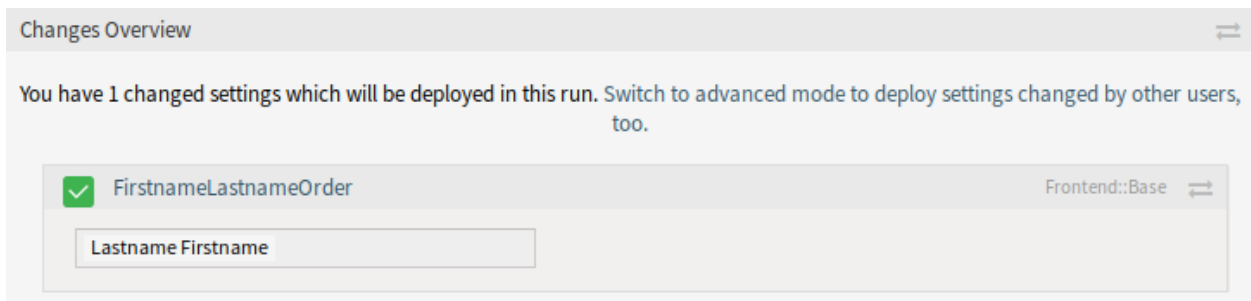 Changes Overview
You have 1 changed settings which will be deployed in this run. Switch to advanced mode to deploy settings changed by other users,
too.
FirstnameLastnameOrder Frontend::Base
Lastname Firstname